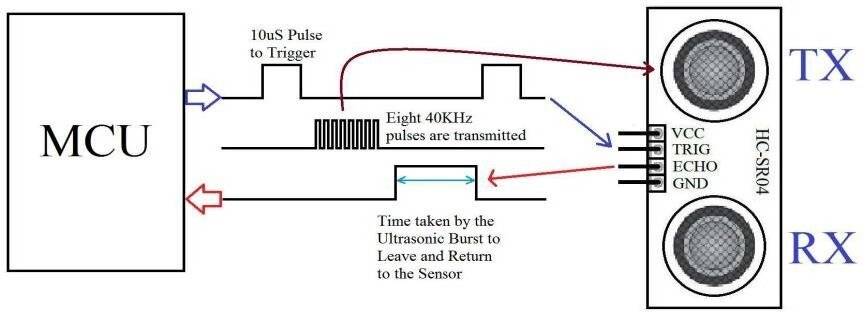 10uS Pulse
to Trigger
TX
MCU
Eight 40KHz
pulses are transmitted
VCC
TRIG
ECHO
GND
HC-SR04
Time taken by the
Ultrasonic Burst to
Leave and Return
to the Sensor
RX